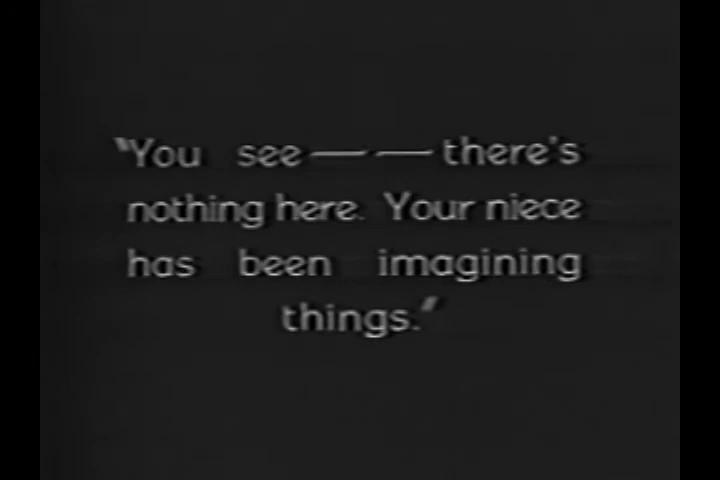 "You see — — there's
nothing here. Your niece
has been imagining
things."